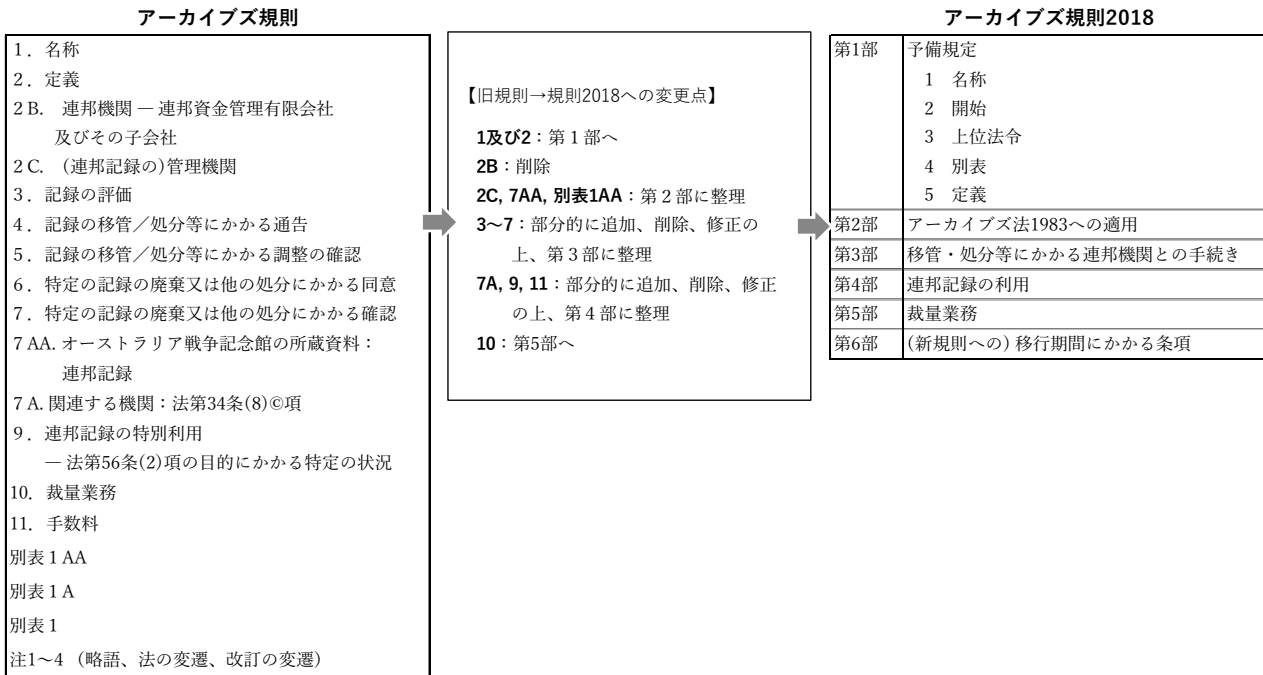 アーカイブズ規則
1．名称
2．定義
2 B.　連邦機関 ― 連邦資金管理有限会社
及びその子会社
2 C.　(連邦記録の)管理機関
3．記録の評価
4．記録の移管／処分等にかかる通告
5．記録の移管／処分等にかかる調整の確認
6．特定の記録の廃棄又は他の処分にかかる同意
7．特定の記録の廃棄又は他の処分にかかる確認
7 AA. オーストラリア戦争記念館の所蔵資料：
連邦記録
7 A. 関連する機関：法第34条(8)©項
9．連邦記録の特別利用
― 法第56条(2)項の目的にかかる特定の状況
10．裁量業務
11．手数料
別表 1 AA
別表 1 A
別表 1
注1～4 （略語、法の変遷、改訂の変遷）
【旧規則→規則2018への変更点】
1及び2：第１部へ
2B：削除
2C, 7AA, 別表1AA：第２部に整理
3～7：部分的に追加、削除、修正の
上、第３部に整理
7A, 9, 11：部分的に追加、削除、修正
の上、第４部に整理
10：第5部へ
アーカイブズ規則2018
第1部 予備規定
1　名称
2　開始
3　上位法令
4　別表
5　定義
第2部 アーカイブズ法1983への適用
第3部 移管・処分等にかかる連邦機関との手続き
第4部 連邦記録の利用
第5部 裁量業務
第6部 (新規則への) 移行期間にかかる条項